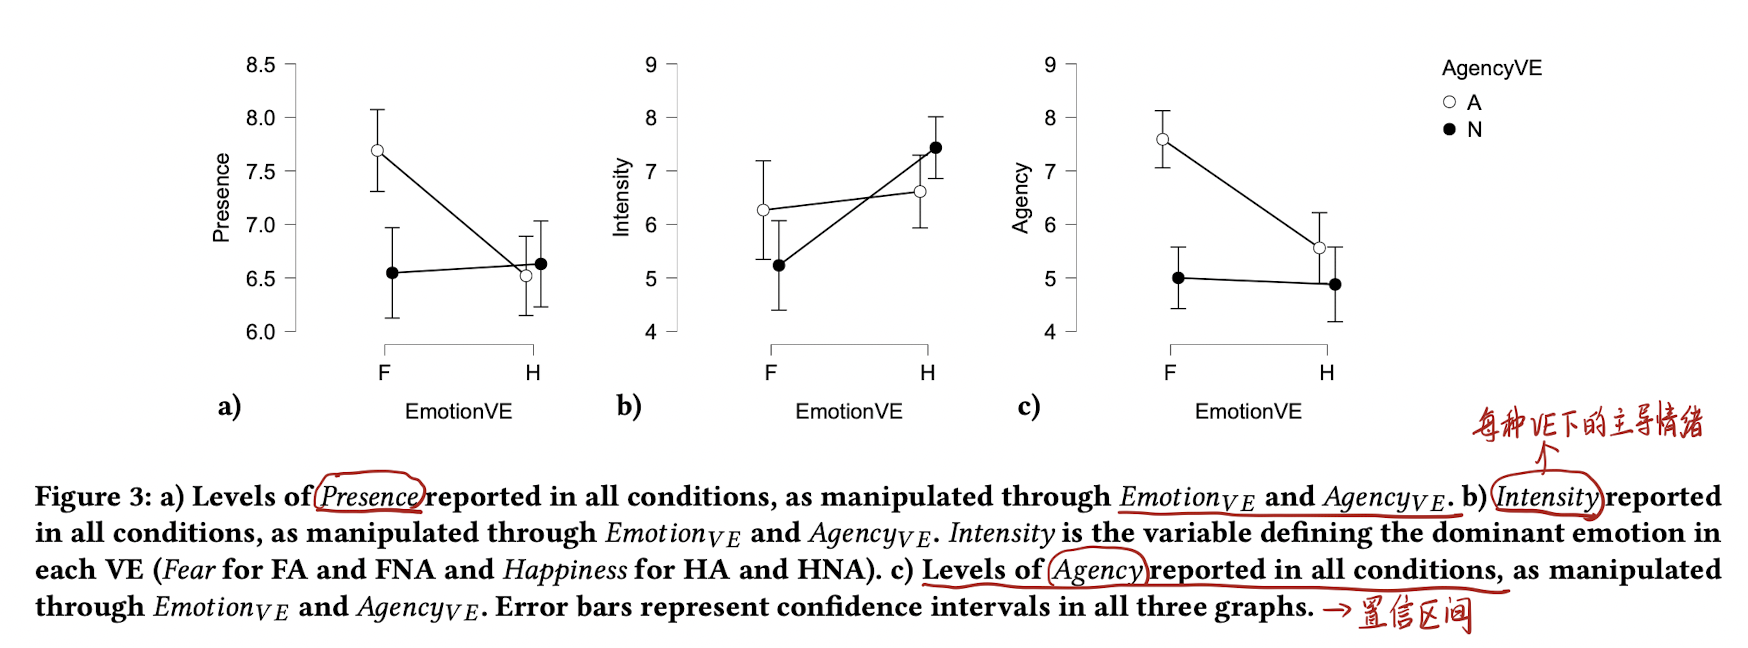 8.5
8.0
7.5
7.0
6.5
6.0
Presence
F
H
EmotionVE
a)
9
8
7
6
5
4
Intensity
F
H
EmotionVE
b)
9
8
7
6
5
4
Agency
F
H
EmotionVE
c)
AgencyVE
A
N
每种VE下的主导情绪
Figure 3: a) Levels of Presence reported in all conditions, as manipulated through EmotionVE and AgencyVE. b) Intensity reported
in all conditions, as manipulated through EmotionVE and AgencyVE. Intensity is the variable defining the dominant emotion in
each VE (Fear for FA and FNA and Happiness for HA and HNA). c) Levels of Agency reported in all conditions, as manipulated
through EmotionVE and AgencyVE. Error bars represent confidence intervals in all three graphs. → 置信区间